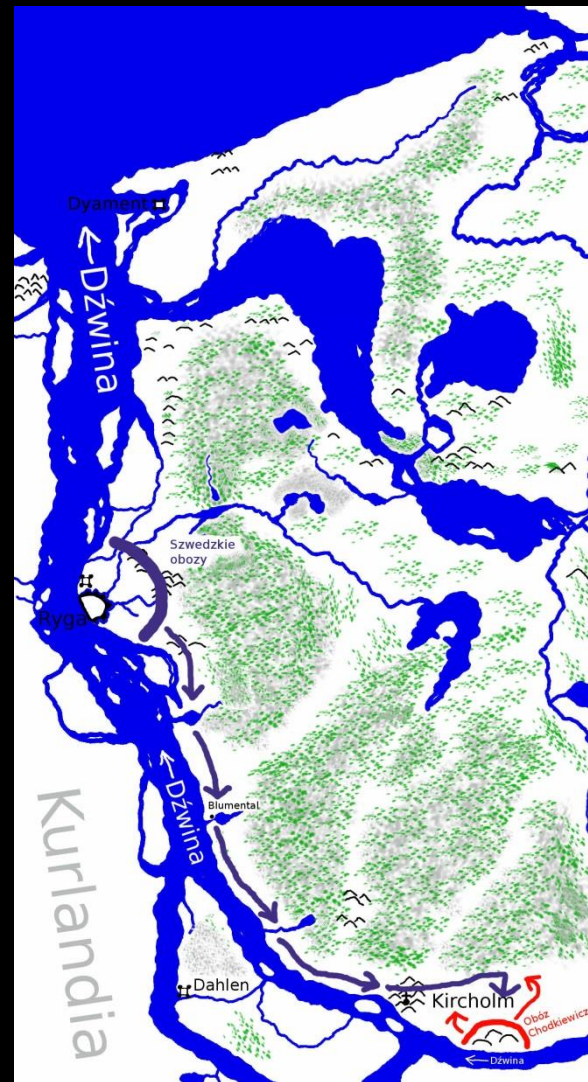 Dyament
Dźwina
Szwedzkie
obozy
Ryga
Dźwina
Blumental
Kurlandia
Dahlen
Kircholm
Obóz
Chodkiewicza
Dźwina